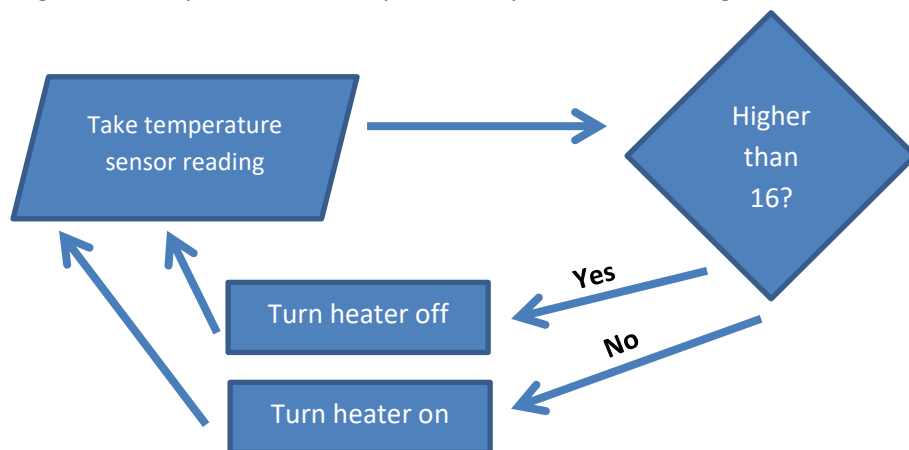 Take temperature
sensor reading
Higher
than
16?
Yes
Turn heater off
No
Turn heater on